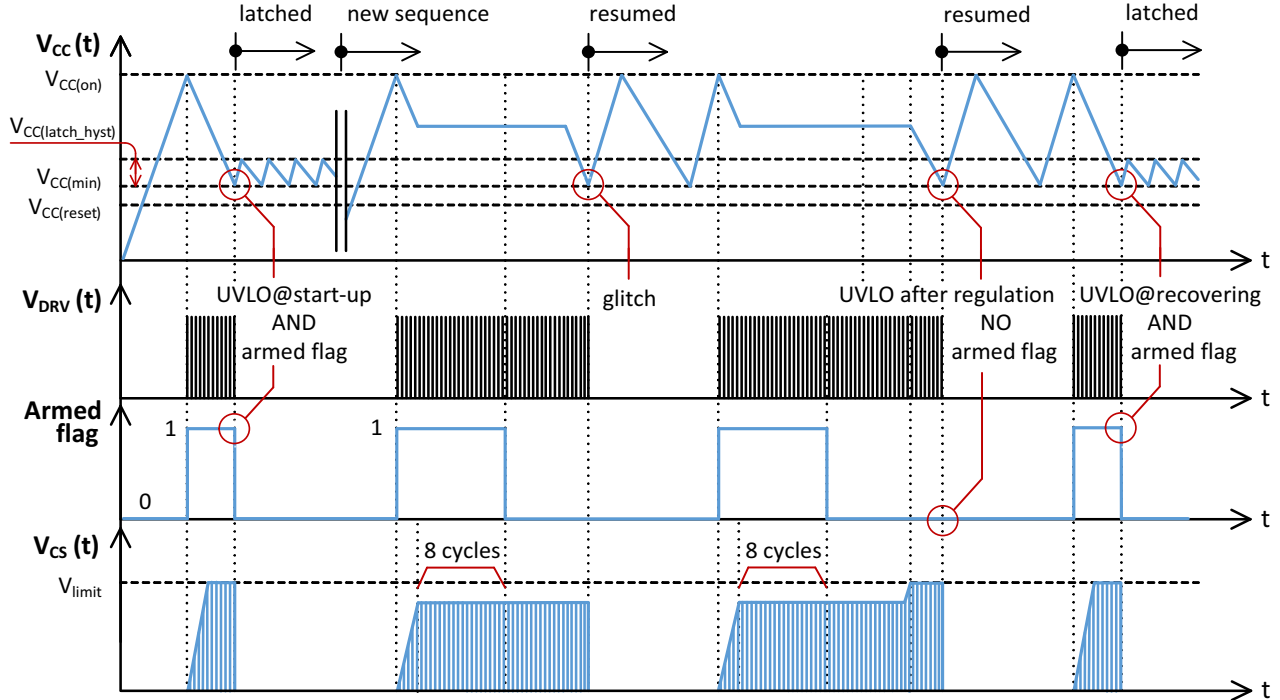 latched
new sequence
resumed
resumed
latched
VCC (t)
VCC(on)
VCC(latch_hyst)
VCC(min)
VCC(reset)
t
VDRV (t)
UVLO@start-up
AND
armed flag
glitch
UVLO after regulation
NO
armed flag
UVLO@recovering
AND
armed flag
t
Armed
flag
1
1
0
t
VCS (t)
8 cycles
8 cycles
Vlimit
t